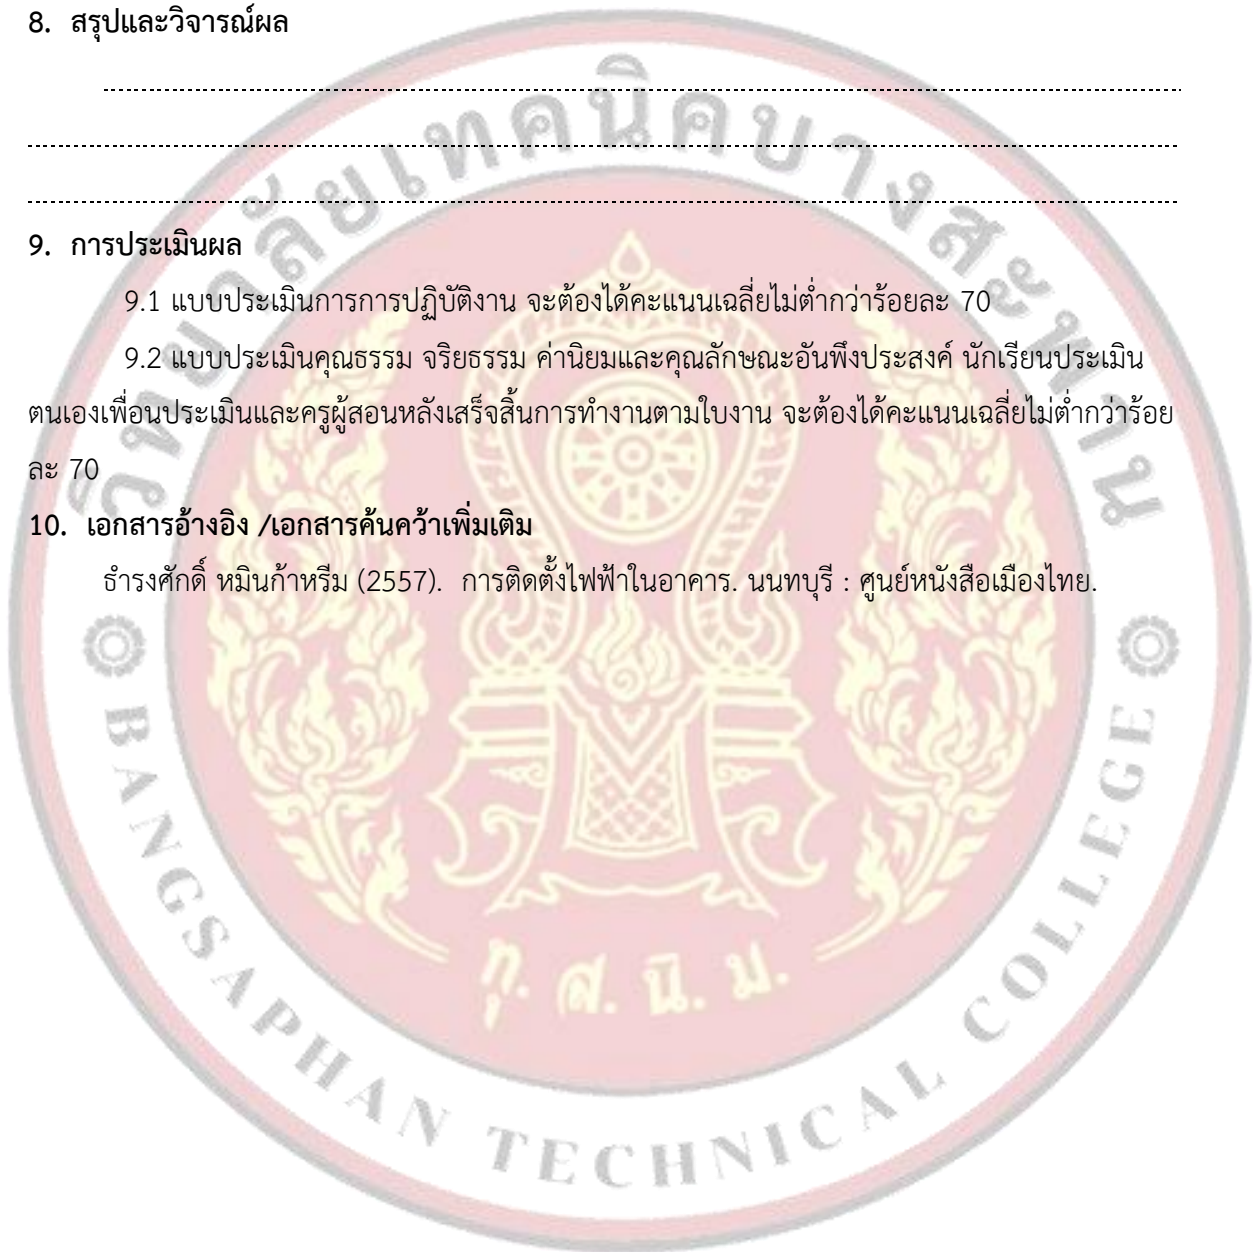 8. สรุปและวิจารณ์ผล
9. การประเมินผล
9.1 แบบประเมินการการปฏิบัติงาน จะต้องได้คะแนนเฉลี่ยไม่ต่ำกว่าร้อยละ 70
9.2 แบบประเมินคุณธรรม จริยธรรม ค่านิยมและคุณลักษณะอันพึงประสงค์ นักเรียนประเมิน
ตนเองเพื่อนประเมินและครูผู้สอนหลังเสร็จสิ้นการทำงานตามใบงาน จะต้องได้คะแนนเฉลี่ยไม่ต่ำกว่าร้อย
ละ 70
10. เอกสารอ้างอิง /เอกสารค้นคว้าเพิ่มเติม
ธำรงศักดิ์ หมินก้าหรีม (2557). การติดตั้งไฟฟ้าในอาคาร. นนทบุรี : ศูนย์หนังสือเมืองไทย.
วิทยาลัยเทคนิคบางสะพาน
ทุ. ส. นิ. ม.
BANGSAPHAN TECHNICAL COLLEGE